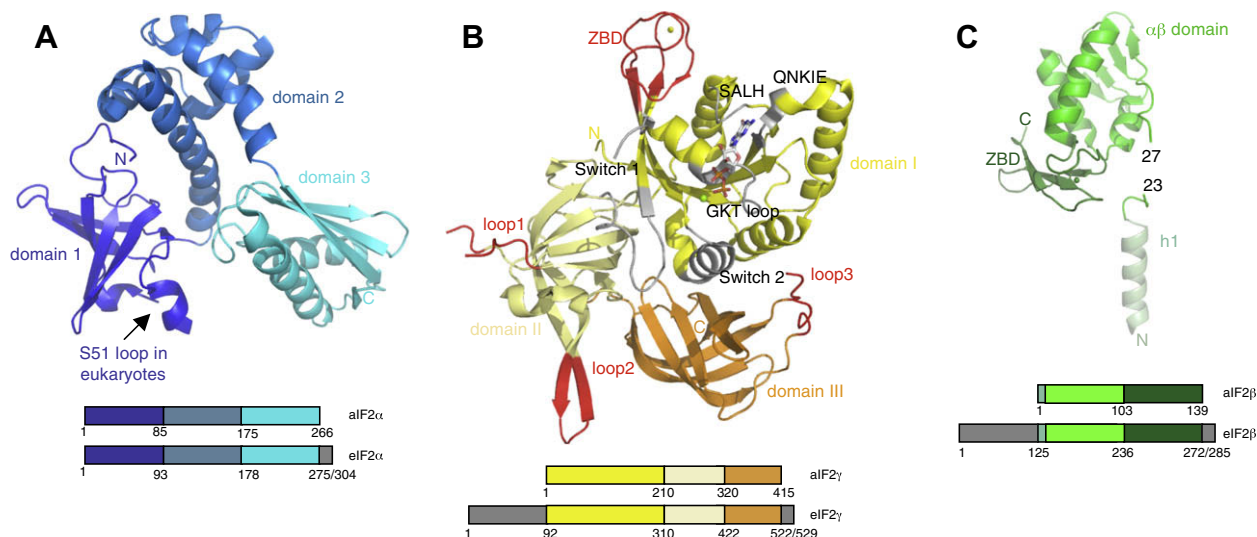 A
domain 2
N
domain 3
domain 1
C
S51 loop in
eukaryotes
aIF2α
1 85 175 266
eIF2α
1 93 178 275/304
B
ZBD
QNKIE
SALH
N
Switch 1
domain I
GKT loop
loop1
Switch 2
loop3
domain II
C
loop2
domain III
aIF2γ
1 210 320 415
eIF2γ
1 92 310 422 522/529
C
αβ domain
C
ZBD
27
23
h1
N
aIF2β
1 103 139
eIF2β
1 125 236 272/285